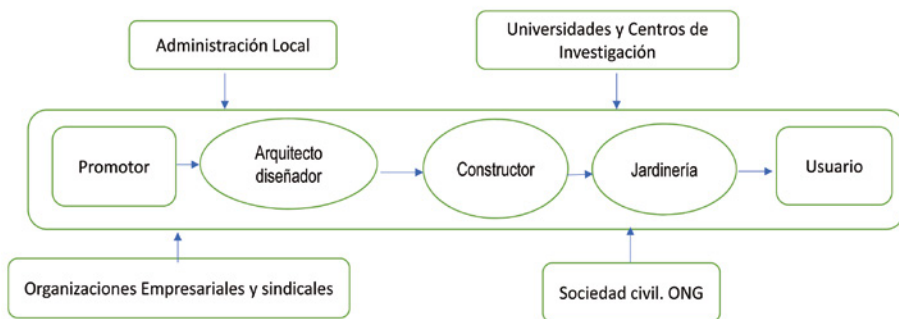 Administración Local
Universidades y Centros de
Investigación
Promotor
Arquitecto
diseñador
Constructor
Jardinería
Usuario
Organizaciones Empresariales y sindicales
Sociedad civil. ONG